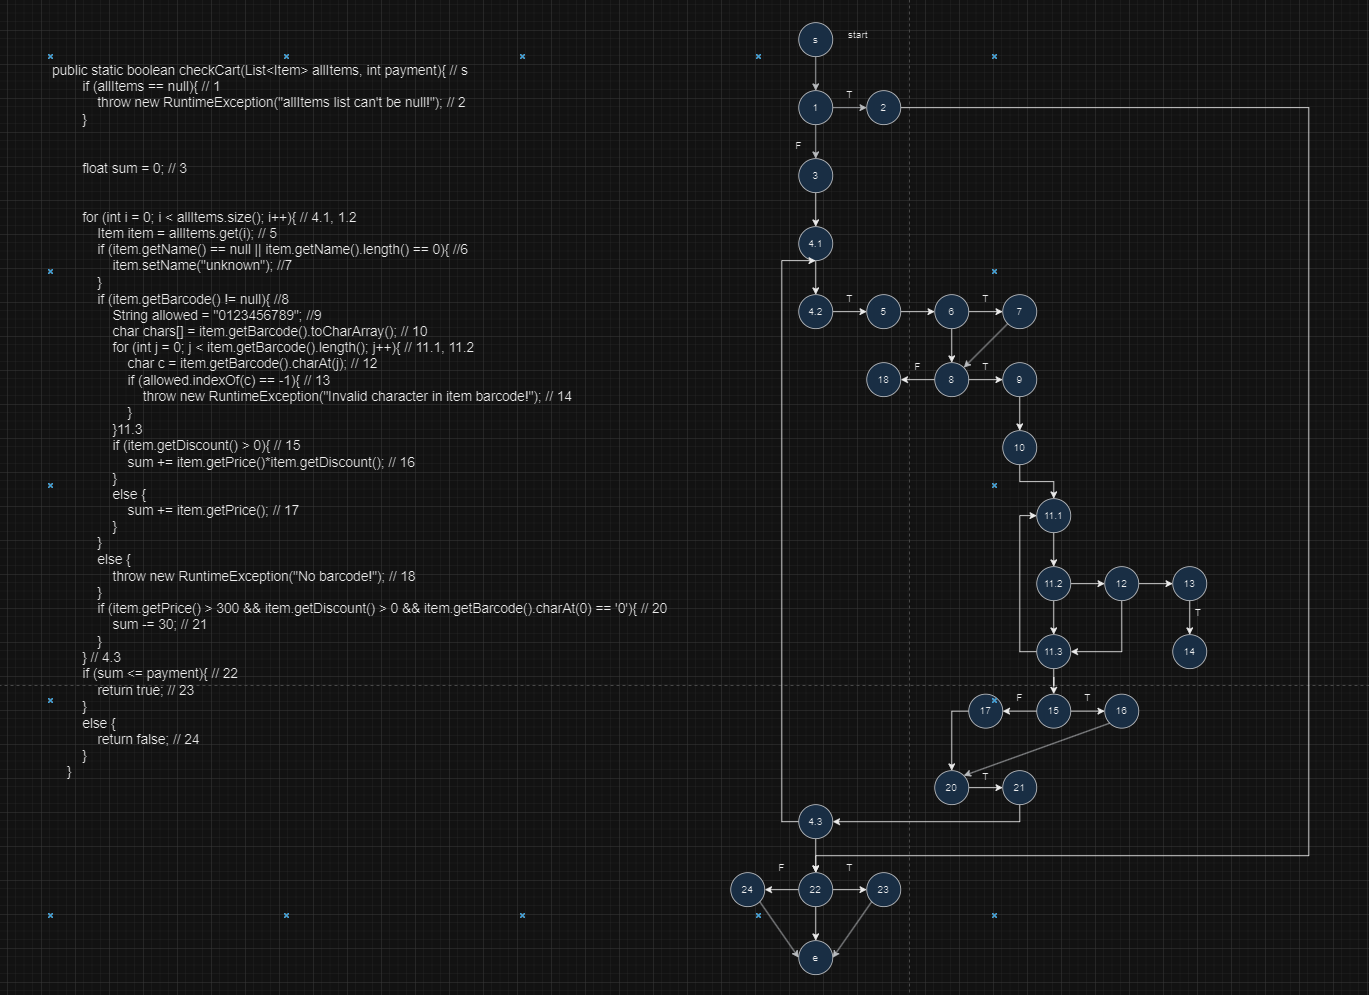 public static boolean checkCart(List<Item> allItems, int payment){ // s
if (allItems == null){ // 1
throw new RuntimeException("allItems list can't be null!"); // 2
}
float sum = 0; // 3
for (int i = 0; i < allItems.size(); i++){ // 4.1, 1.2
Item item = allItems.get(i); // 5
if (item.getName() == null || item.getName().length() == 0){ //6
item.setName("unknown"); //7
}
if (item.getBarcode() != null){ //8
String allowed = "0123456789"; //9
char chars[] = item.getBarcode().toCharArray(); // 10
for (int j = 0; j < item.getBarcode().length; j++){ // 11.1, 11.2
char c = item.getBarcode().charAt(j); // 12
if (allowed.indexOf(c) == -1){ // 13
throw new RuntimeException("Invalid character in item barcode!"); // 14
}
}11.3
if (item.getDiscount() > 0){ // 15
sum += item.getPrice()*item.getDiscount(); // 16
}
else {
sum += item.getPrice(); // 17
}
}
else {
throw new RuntimeException("No barcode!"); // 18
}
if (item.getPrice() > 300 && item.getDiscount() > 0 && item.getBarcode().charAt(0) == '0'){ // 20
sum -= 30; // 21
}
} // 4.3
if (sum <= payment){ // 22
return true; // 23
}
else {
return false; // 24
}
}
s
start
1
T
2
F
3
4.1
4.2
T
5
6
T
7
18
F
8
T
9
10
11.1
11.2
12
13
T
11.3
14
17
F
15
T
16
20
T
21
4.3
F
T
24
22
23
e